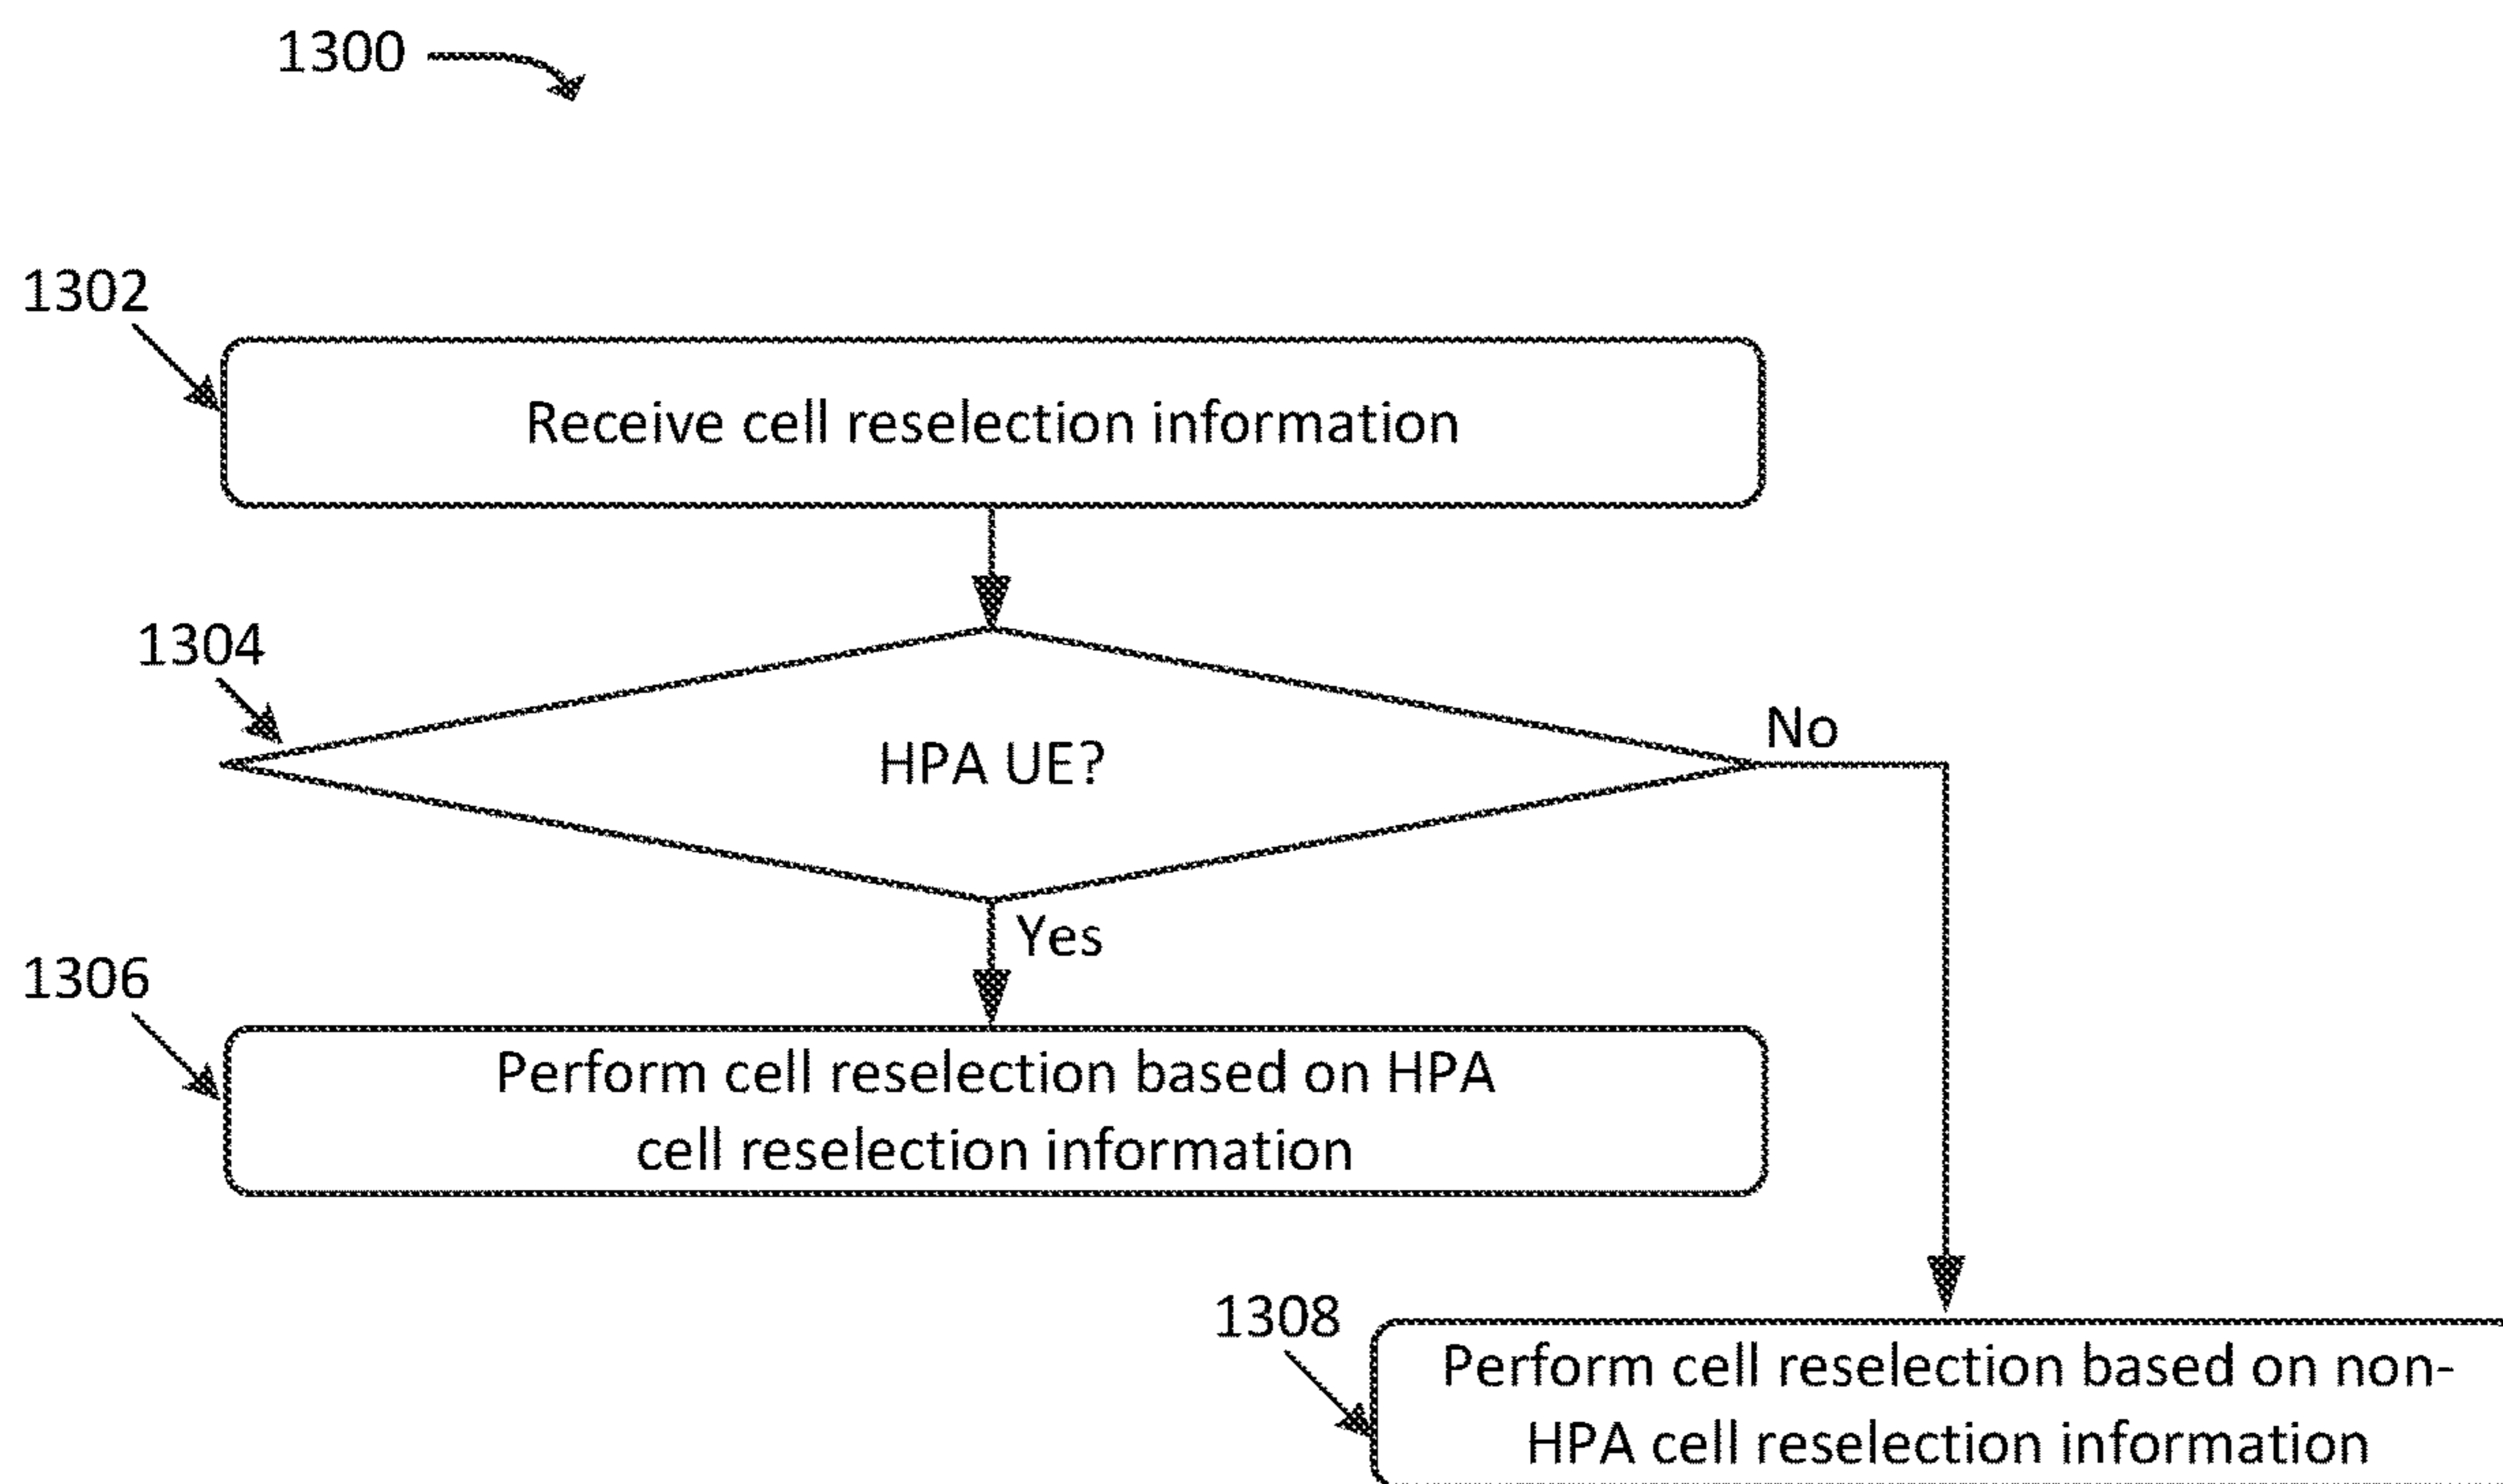 1300
1302
Receive cell reselection information
1304
HPA UE?
No
Yes
1306
Perform cell reselection based on HPA
cell reselection information
1308
Perform cell reselection based on non-
HPA cell reselection information